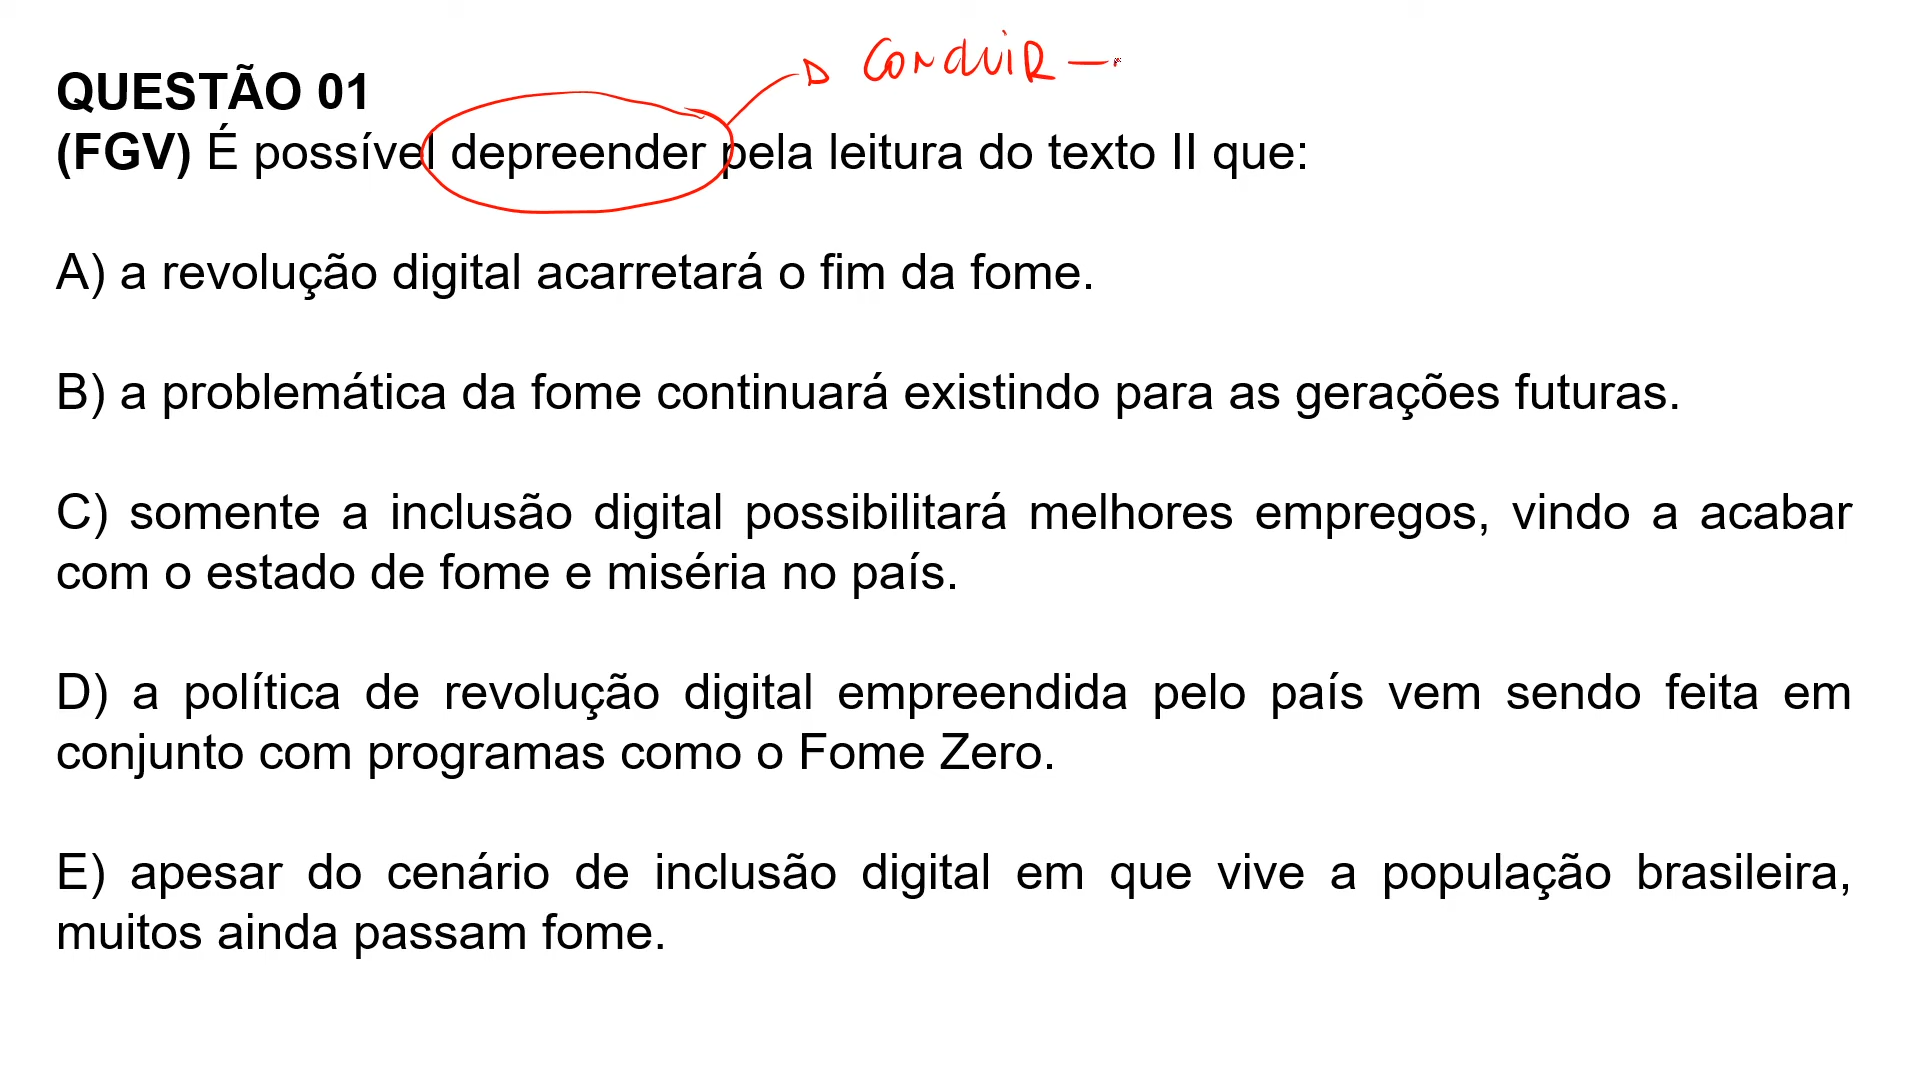 CONCLUIR —
QUESTÃO 01
(FGV) É possível depreender pela leitura do texto II que:
A) a revolução digital acarretará o fim da fome.
B) a problemática da fome continuará existindo para as gerações futuras.
C) somente a inclusão digital possibilitará melhores empregos, vindo a acabar
com o estado de fome e miséria no país.
D) a política de revolução digital empreendida pelo país vem sendo feita em
conjunto com programas como o Fome Zero.
E) apesar do cenário de inclusão digital em que vive a população brasileira,
muitos ainda passam fome.